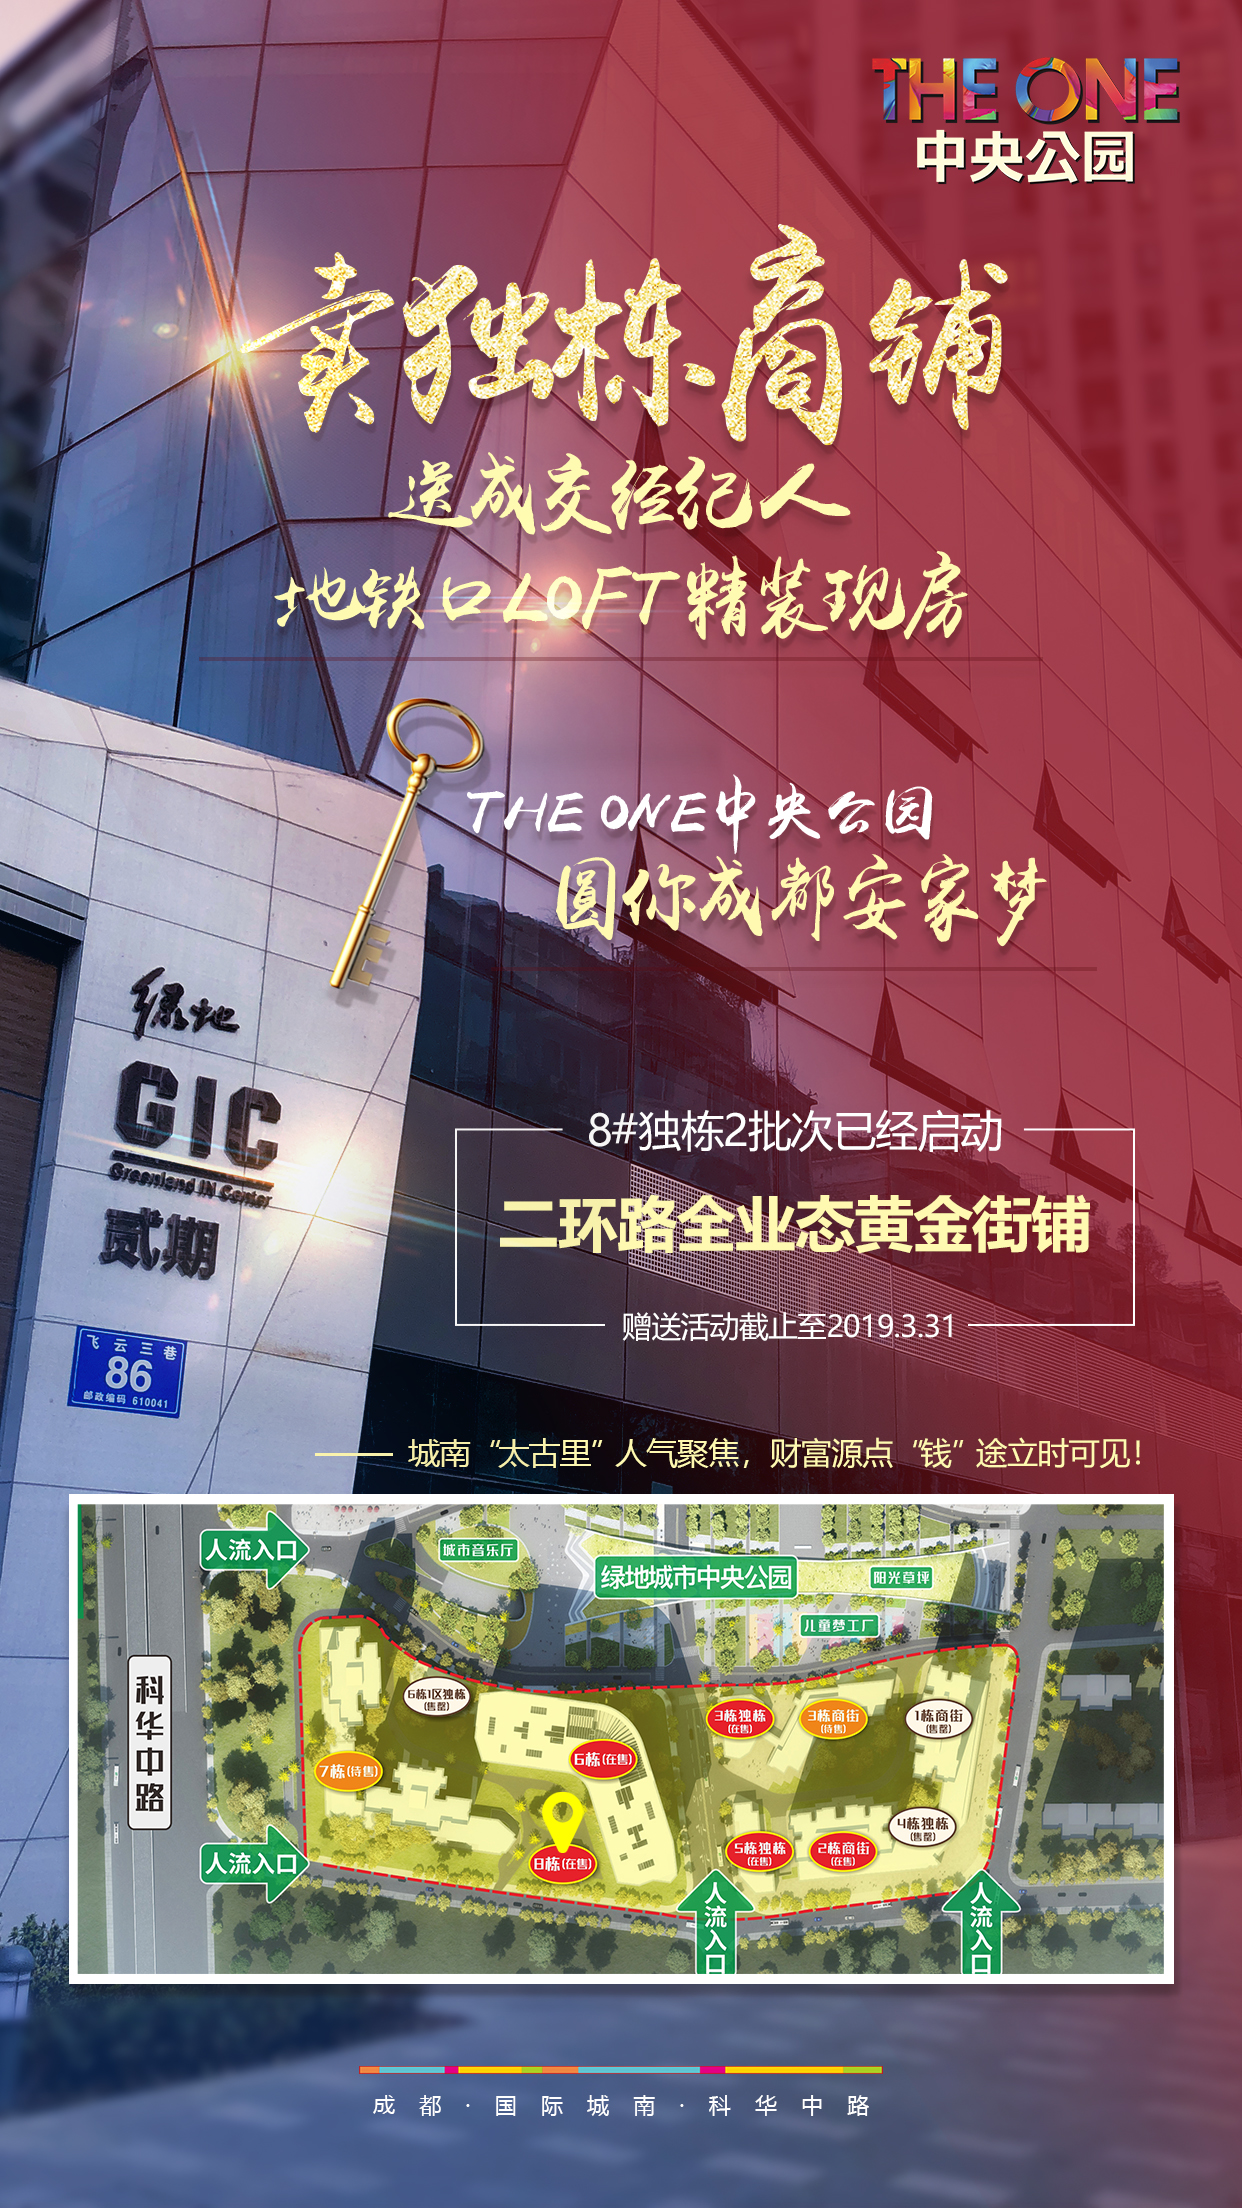 THE ONE
中央公园
卖独栋商铺
送成交经纪人
地铁口LOFT精装现房
THE ONE中央公园
圆你成都安家梦
绿地
GIC
Greenland IN Center
贰期
飞云三巷
86
邮政编码 610041
8#独栋2批次已经启动
二环路全业态黄金街铺
赠送活动截止至2019.3.31
城南“太古里”人气聚焦，财富源点“钱”途立时可见！
人流入口
城市音乐厅
绿地城市中央公园
阳光草坪
儿童梦工厂
科华中路
6栋1区独栋
(售罄)
3栋独栋
(在售)
3栋商街
(待售)
1栋商街
(售罄)
7栋(待售)
6栋(在售)
4栋独栋
(售罄)
8栋(在售)
5栋独栋
(在售)
2栋商街
(在售)
人流入口
人流入口
人流入口
成都·国际城南·科华中路